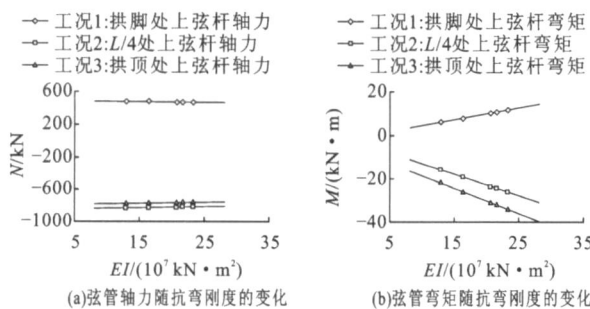 工况1:拱脚处上弦杆轴力
工况2:L/4处上弦杆轴力
工况3:拱顶处上弦杆轴力
600
200
-200
-600
-1000
N/kN
5
15
25
35
EI/(10⁷ kN·m²)
(a)弦管轴力随抗弯刚度的变化
工况1:拱脚处上弦杆弯矩
工况2:L/4处上弦杆弯矩
工况3:拱顶处上弦杆弯矩
20
0
-20
-40
M/(kN·m)
5
15
25
35
EI/(10⁷ kN·m²)
(b)弦管弯矩随抗弯刚度的变化